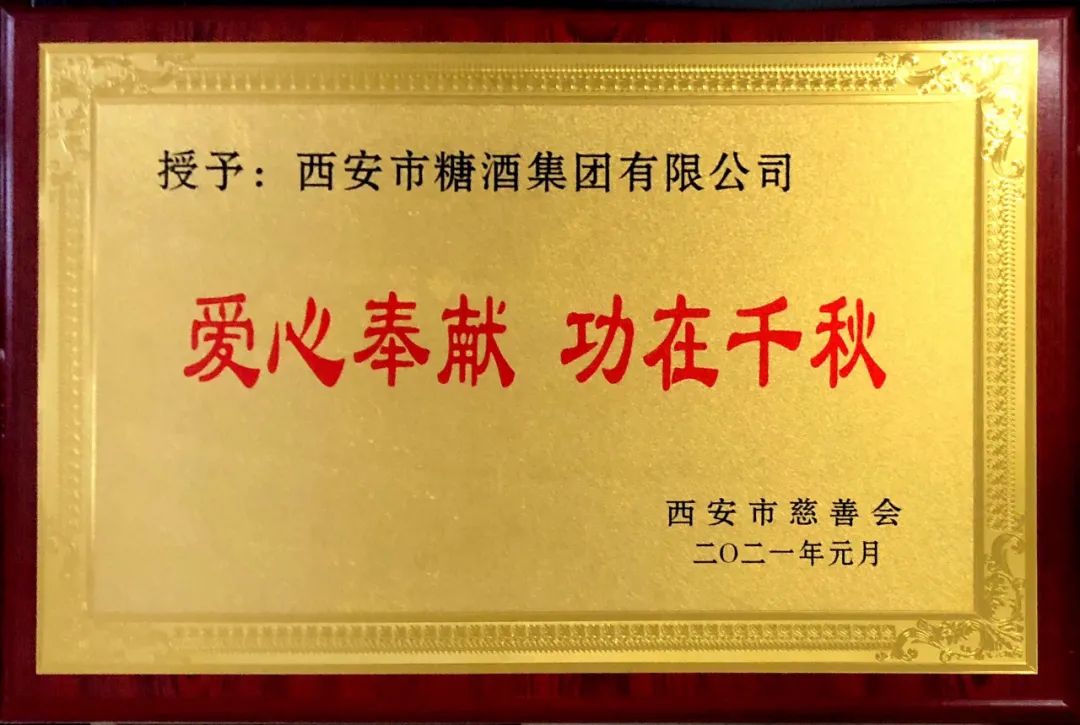 授予：西安市糖酒集团有限公司
爱心奉献 功在千秋
西安市慈善会
二〇二一年元月